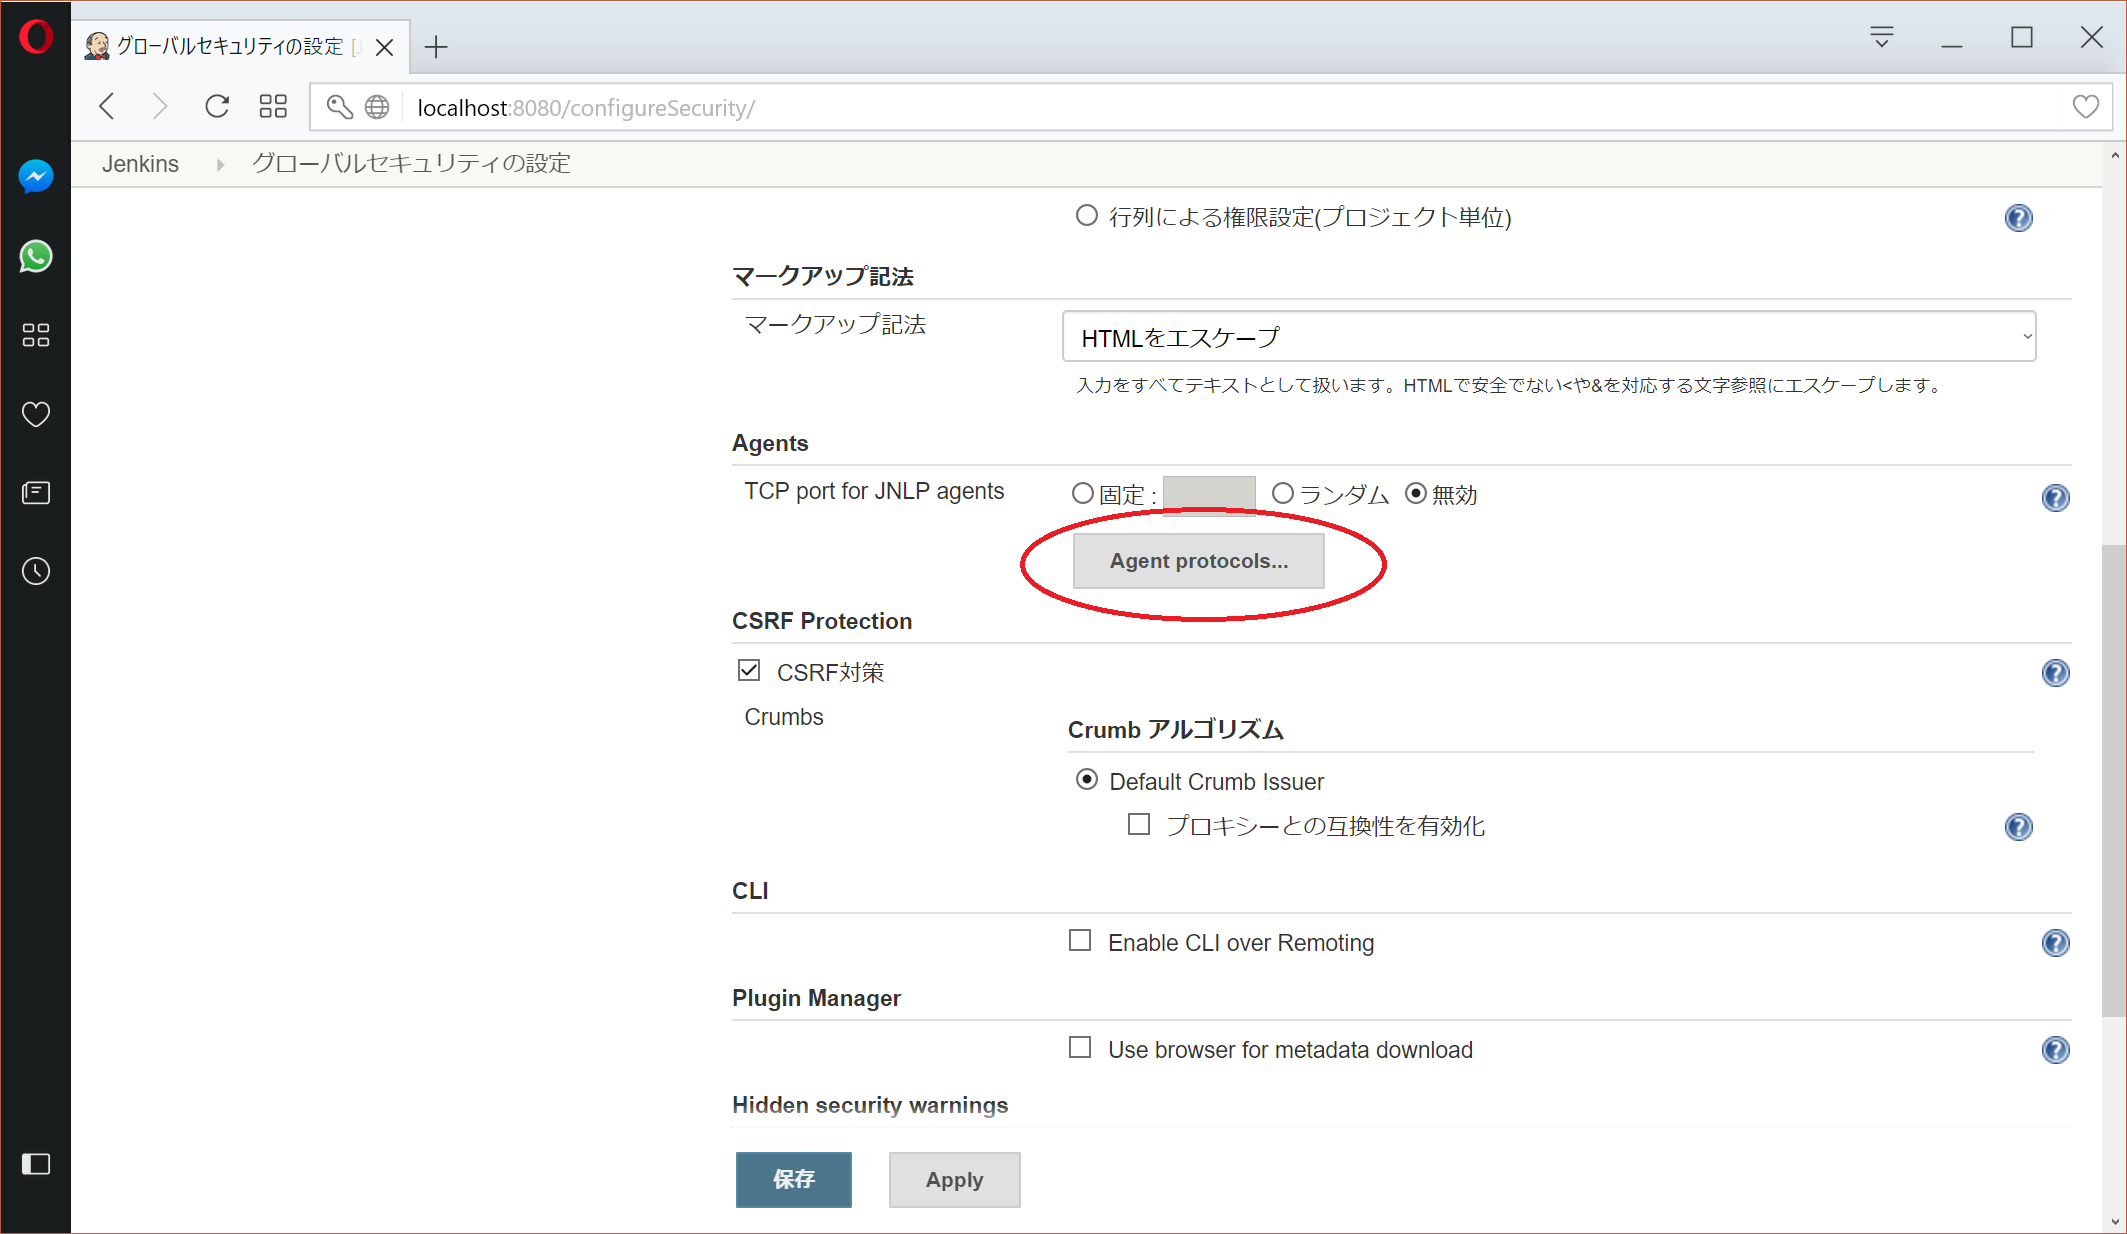 グローバルセキュリティの設定 [
localhost:8080/configureSecurity/
Jenkins グローバルセキュリティの設定
行列による権限設定(プロジェクト単位)
マークアップ記法
マークアップ記法 HTMLをエスケープ
入力をすべてテキストとして扱います。HTMLで安全でない<や&を対応する文字参照にエスケープします。
Agents
TCP port for JNLP agents 固定 : ランダム 無効
Agent protocols...
CSRF Protection
CSRF対策
Crumbs
Crumb アルゴリズム
Default Crumb Issuer
プロキシーとの互換性を有効化
CLI
Enable CLI over Remoting
Plugin Manager
Use browser for metadata download
Hidden security warnings
保存 Apply